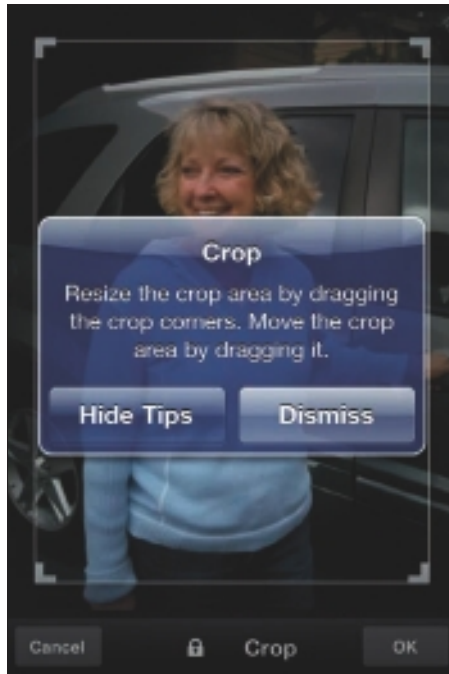 Crop
Resize the crop area by dragging
the crop corners. Move the crop
area by dragging it.
Hide Tips Dismiss
Cancel Crop OK